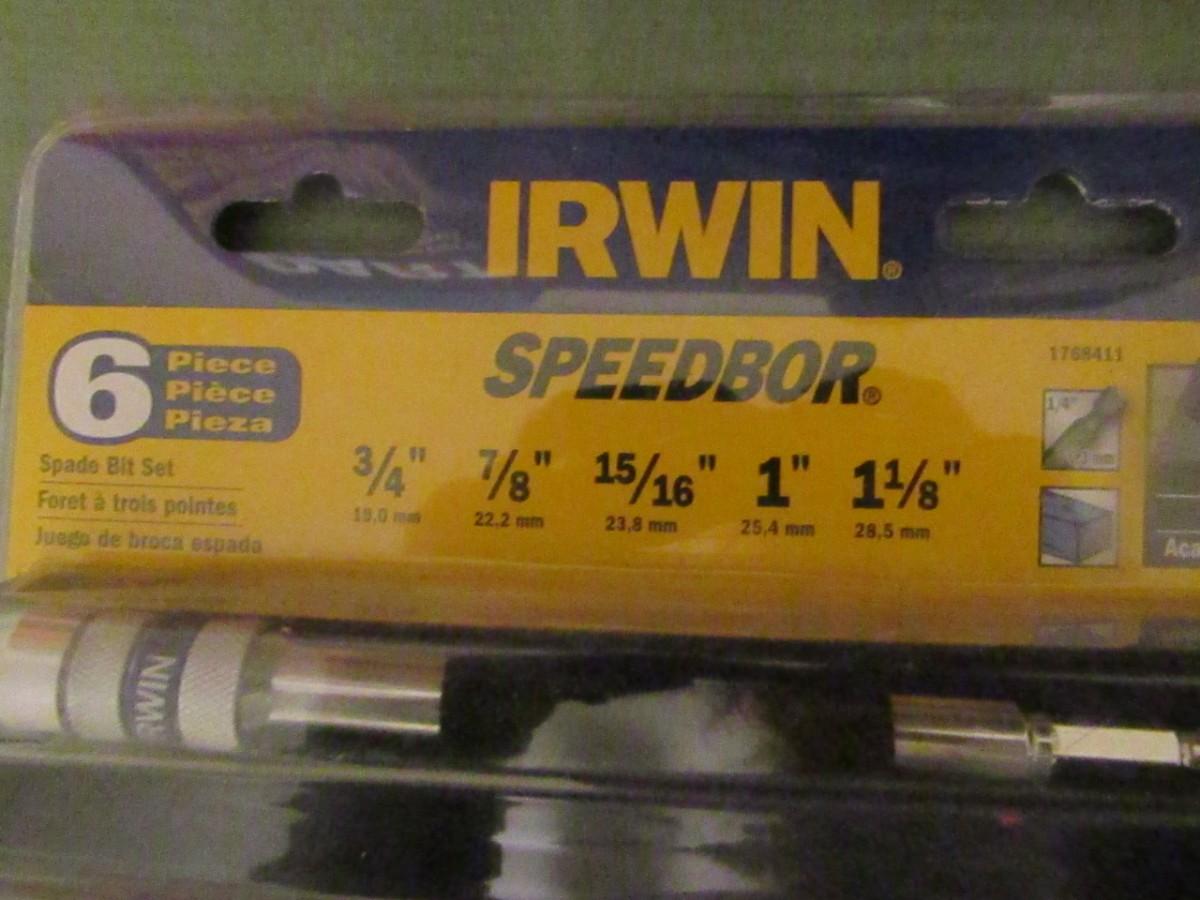 IRWIN®
6 Piece
Pièce
Pieza
SPEEDBOR®
1768411
Spade Bit Set
Foret à trois pointes
Juego de broca espada
3/4" 7/8" 15/16" 1" 1 1/8"
19,0 mm 22,2 mm 23,8 mm 25,4 mm 28,5 mm
1/4"
mm
Aca
IRWIN